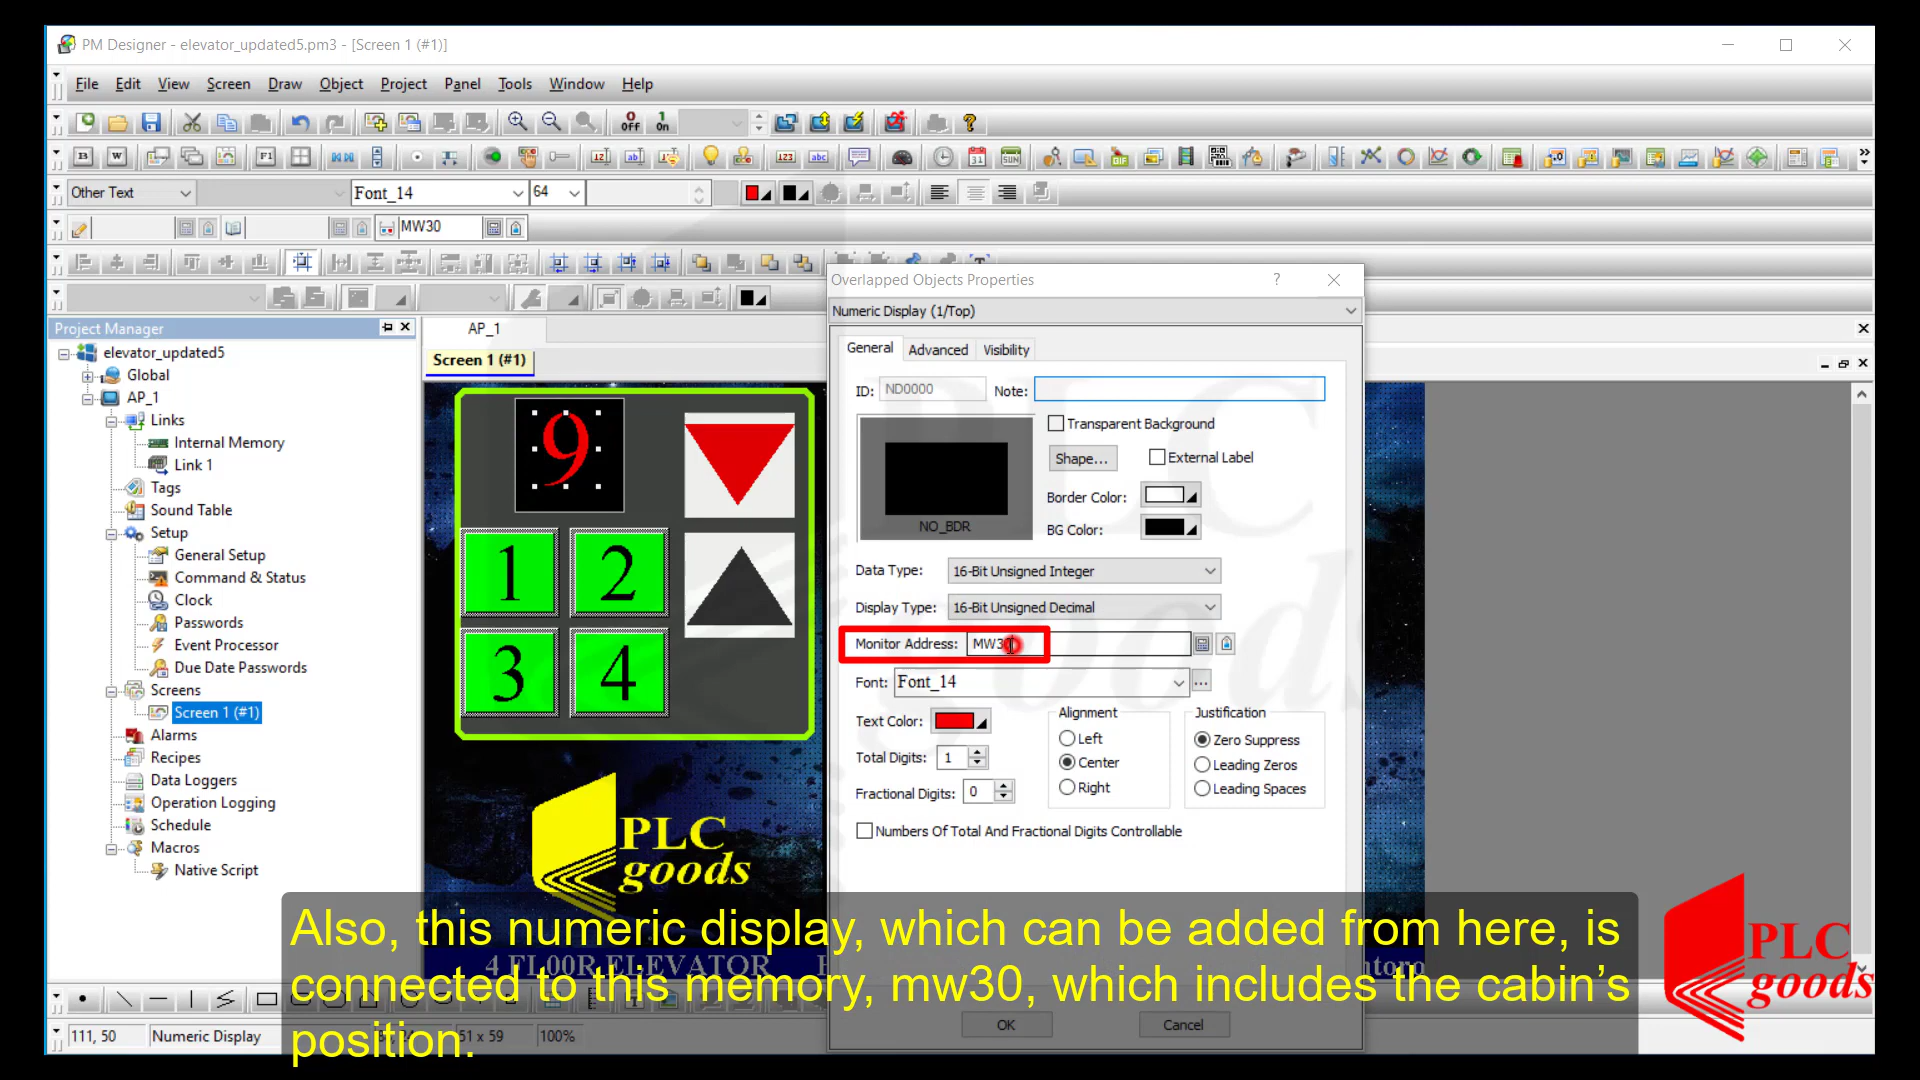 PM Designer - elevator_updated5.pm3 - [Screen 1 (#1)]
File Edit View Screen Draw Object Project Panel Tools Window Help
Other Text Font_14 64
MW30
Overlapped Objects Properties ?
Numeric Display (1/Top)
Project Manager
AP_1
Screen 1 (#1)
elevator_updated5
Global
AP_1
Links
Internal Memory
Link 1
Tags
Sound Table
Setup
General Setup
Command & Status
Clock
Passwords
Event Processor
Due Date Passwords
Screens
Screen 1 (#1)
Alarms
Recipes
Data Loggers
Operation Logging
Schedule
Macros
Native Script
9
1 2
3 4
PLC
goods
4 FLOOR ELEVATOR
General Advanced Visibility
ID: ND0000 Note:
Transparent Background
Shape... External Label
Border Color:
NO_BDR BG Color:
Data Type: 16-Bit Unsigned Integer
Display Type: 16-Bit Unsigned Decimal
Monitor Address: MW30
Font: Font_14 ...
Text Color: Alignment Justification
Left Zero Suppress
Total Digits: 1 Center Leading Zeros
Fractional Digits: 0 Right Leading Spaces
Numbers Of Total And Fractional Digits Controllable
OK Cancel
Also, this numeric display, which can be added from here, is
connected to this memory, mw30, which includes the cabin's
position.
PLC
goods
111, 50 Numeric Display 51 x 59 100%